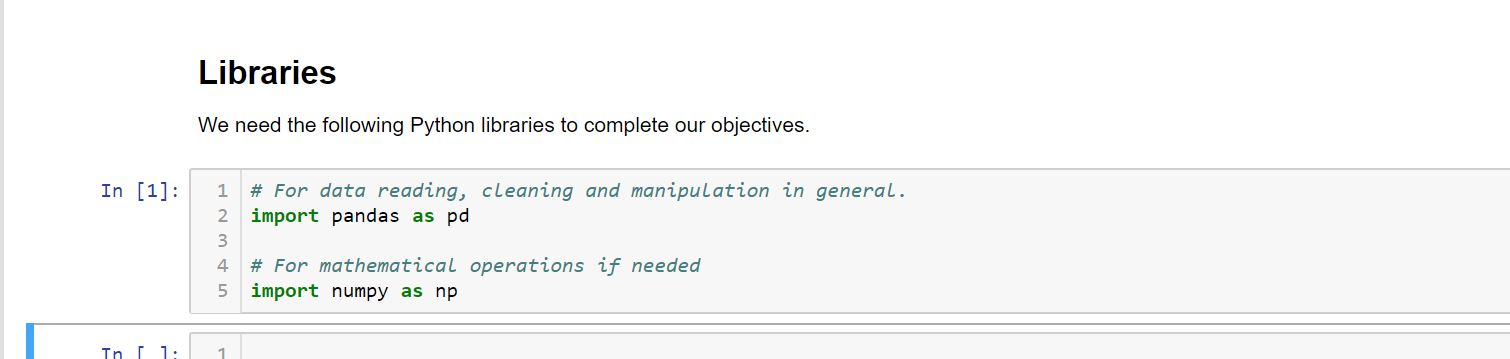 Libraries
We need the following Python libraries to complete our objectives.
In [1]:
1 # For data reading, cleaning and manipulation in general.
2 import pandas as pd
3
4 # For mathematical operations if needed
5 import numpy as np
In [ ]:
1